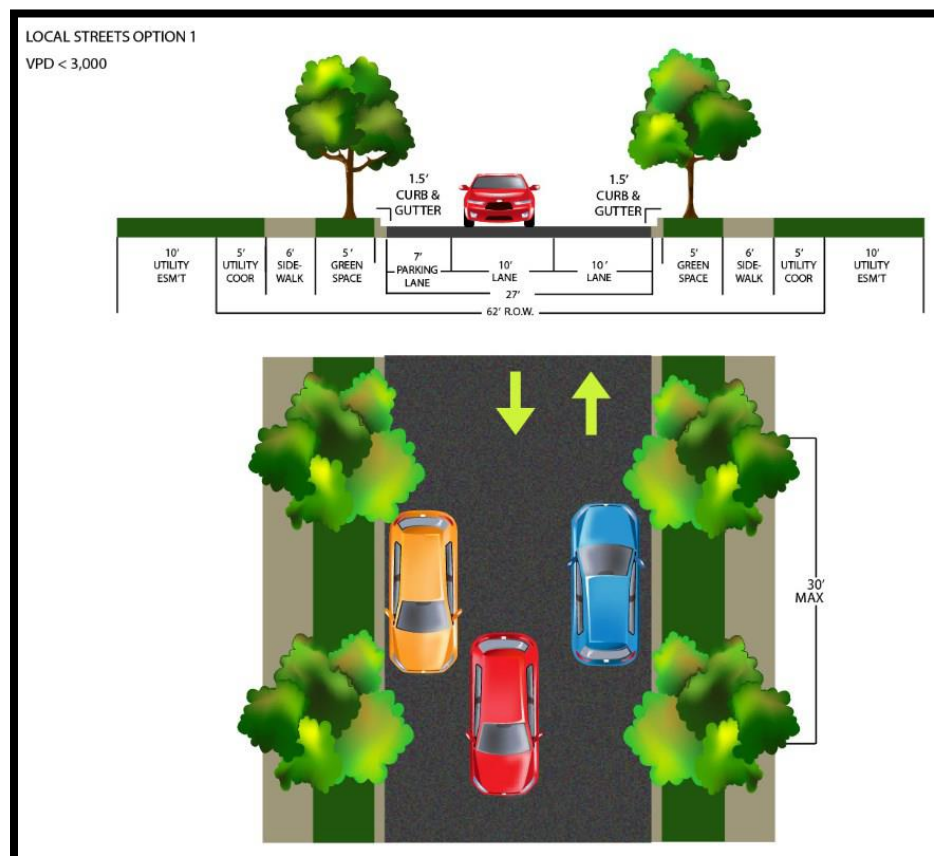 LOCAL STREETS OPTION 1
VPD < 3,000
1.5'
CURB &
GUTTER
1.5'
CURB &
GUTTER
10'
UTILITY
ESM'T
5'
UTILITY
COOR
6'
SIDE-
WALK
5'
GREEN
SPACE
7'
PARKING
LANE
10'
LANE
10'
LANE
5'
GREEN
SPACE
6'
SIDE-
WALK
5'
UTILITY
COOR
10'
UTILITY
ESM'T
27'
62' R.O.W.
30'
MAX